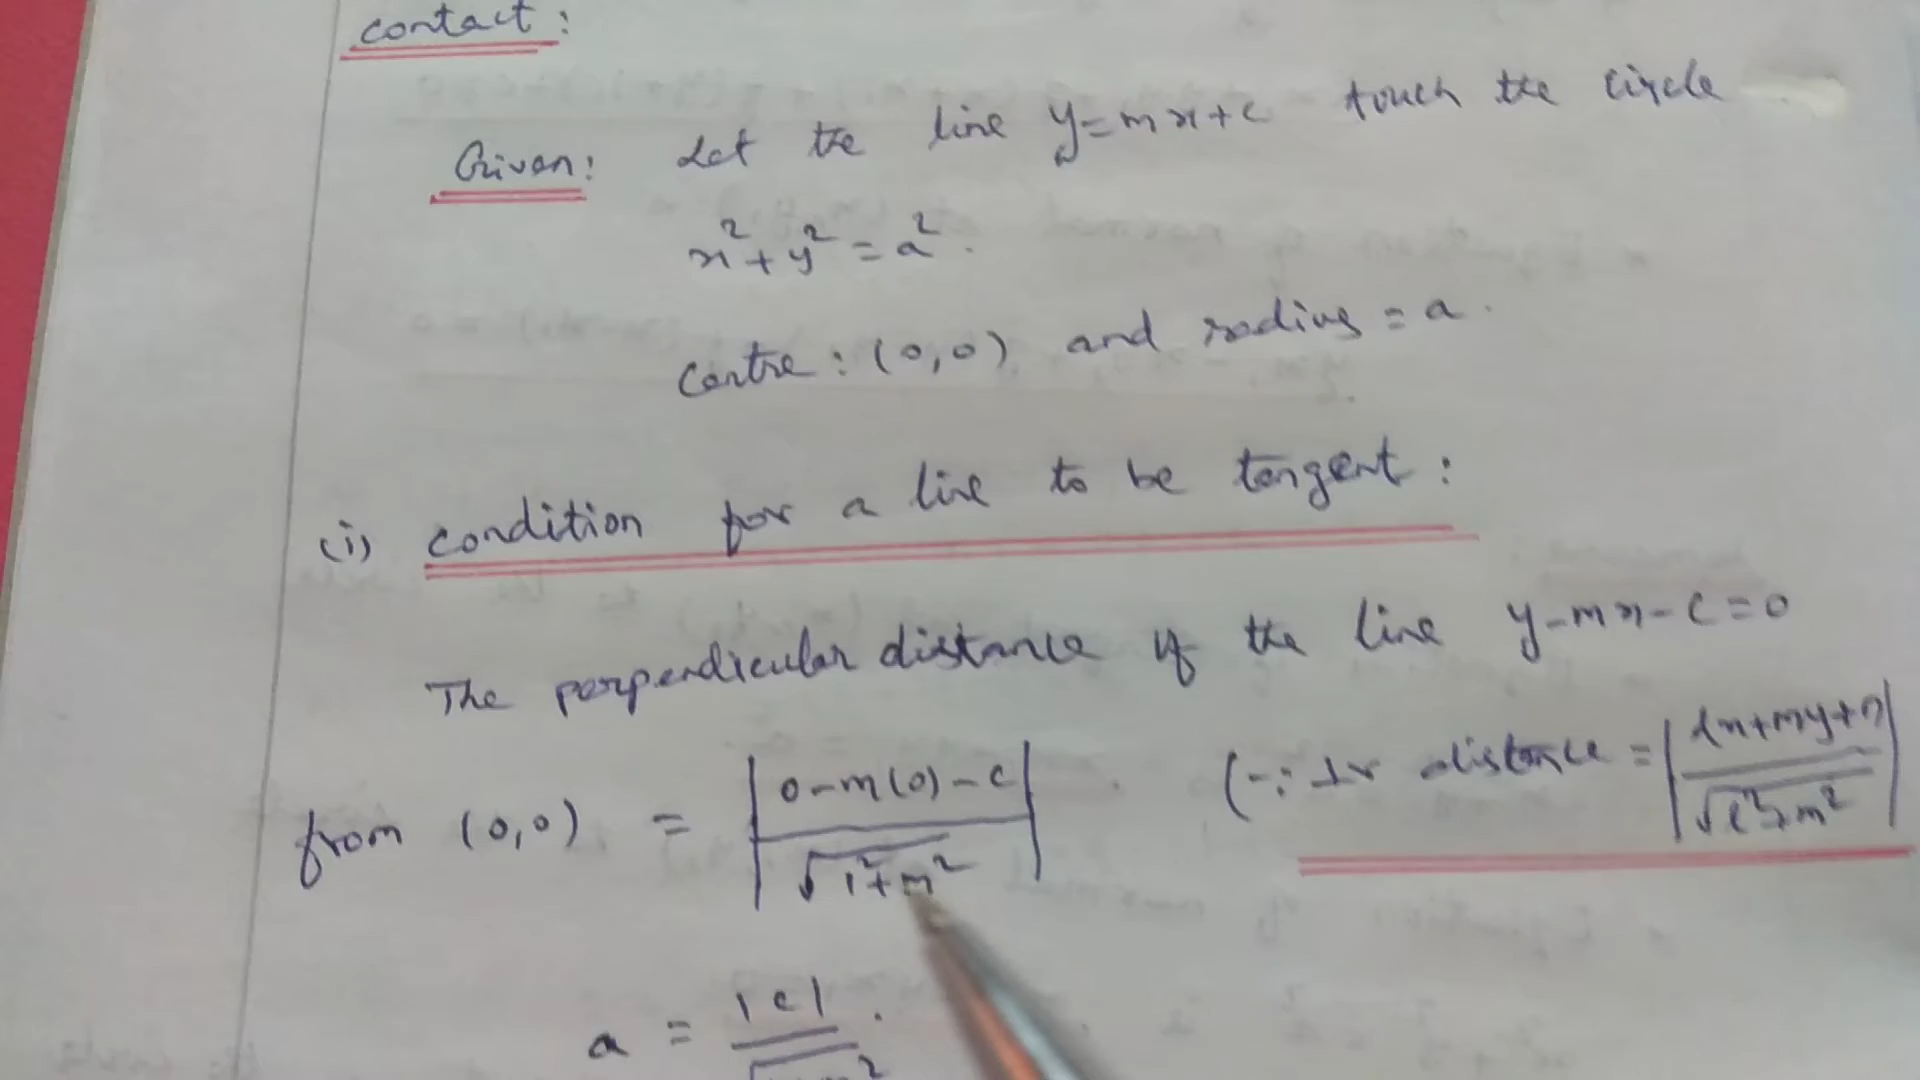 contact:
Given: Let the line y=mx+c touch the circle
x²+y² = a².
Centre : (0,0) and radius = a.
(i) condition for a line to be tangent :
The perpendicular distance of the line y-mx-c=0
from (0,0) = |0-m(0)-c / √1²+m²| (∵ ⊥r distance = |lx+my+n / √l²+m²|
a = |c| / √ m² .